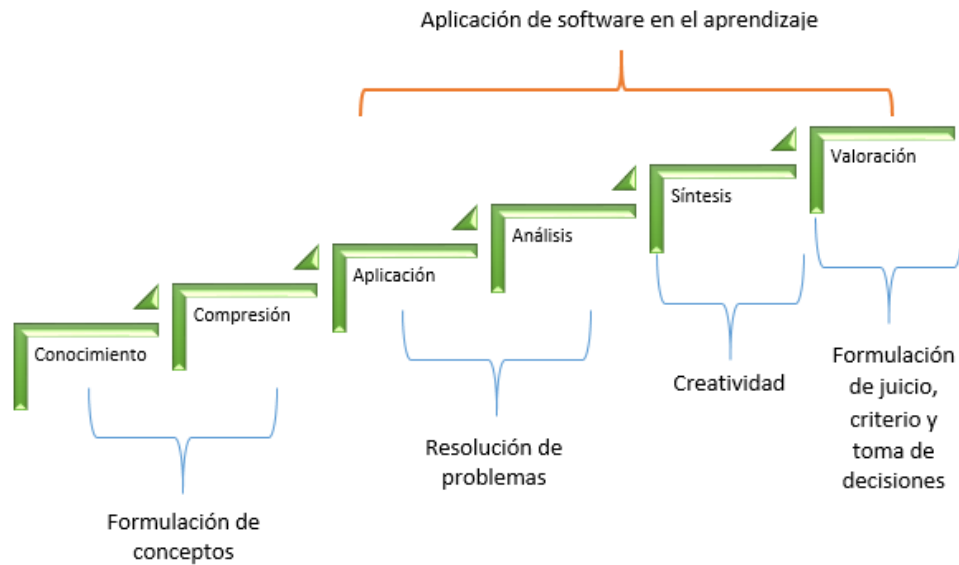 Aplicación de software en el aprendizaje
Valoración
Síntesis
Análisis
Aplicación
Compresión
Conocimiento
Formulación
de juicio,
criterio y
toma de
decisiones
Creatividad
Resolución de
problemas
Formulación de
conceptos